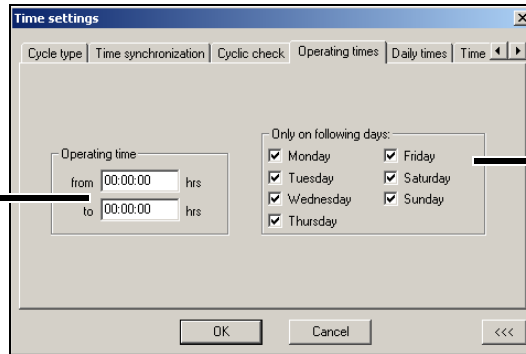 Time settings
Cycle type Time synchronization Cyclic check Operating times Daily times Time
Only on following days:
Operating time
Monday Friday
from 00:00:00 hrs
Tuesday Saturday
to 00:00:00 hrs
Wednesday Sunday
Thursday
OK Cancel <<<